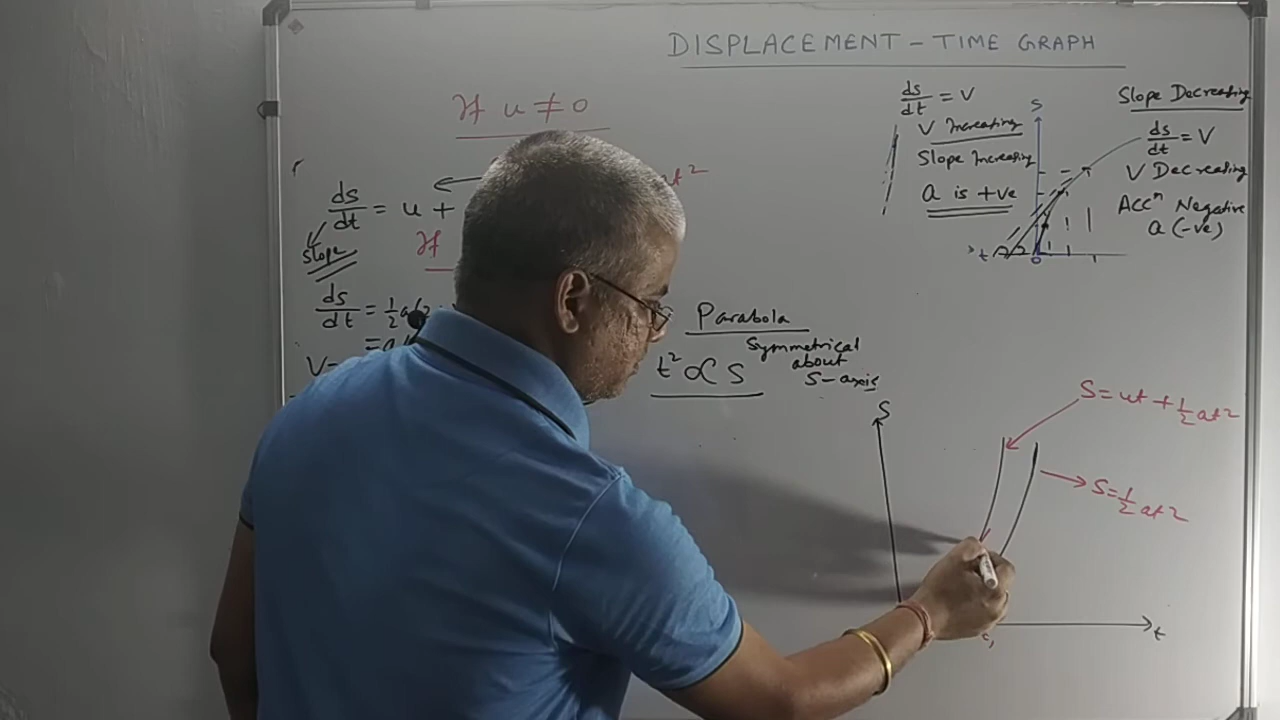 DISPLACEMENT - TIME GRAPH
If u ≠ 0
ds/dt = u +
at²
slope
If
ds/dt = 1/2 a
= a
V =
Parabola
t² ∝ S
Symmetrical
about
S-axis
ds/dt = V
V Increasing
Slope Increasing
a is +ve
S
t
0
Slope Decreasing
ds/dt = V
V Decreasing
Accⁿ Negative
a (-ve)
S
S = ut + 1/2 at²
S = 1/2 at²
t